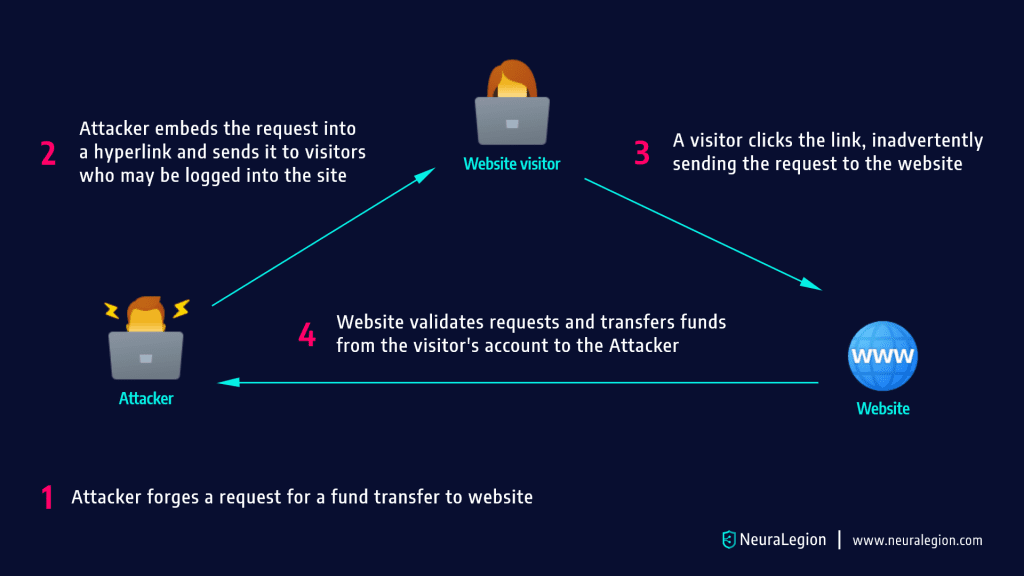 2
Attacker embeds the request into
a hyperlink and sends it to visitors
who may be logged into the site
Website visitor
3
A visitor clicks the link, inadvertently
sending the request to the website
4
Website validates requests and transfers funds
from the visitor's account to the Attacker
Attacker
WWW
Website
1
Attacker forges a request for a fund transfer to website
NeuraLegion | www.neuralegion.com